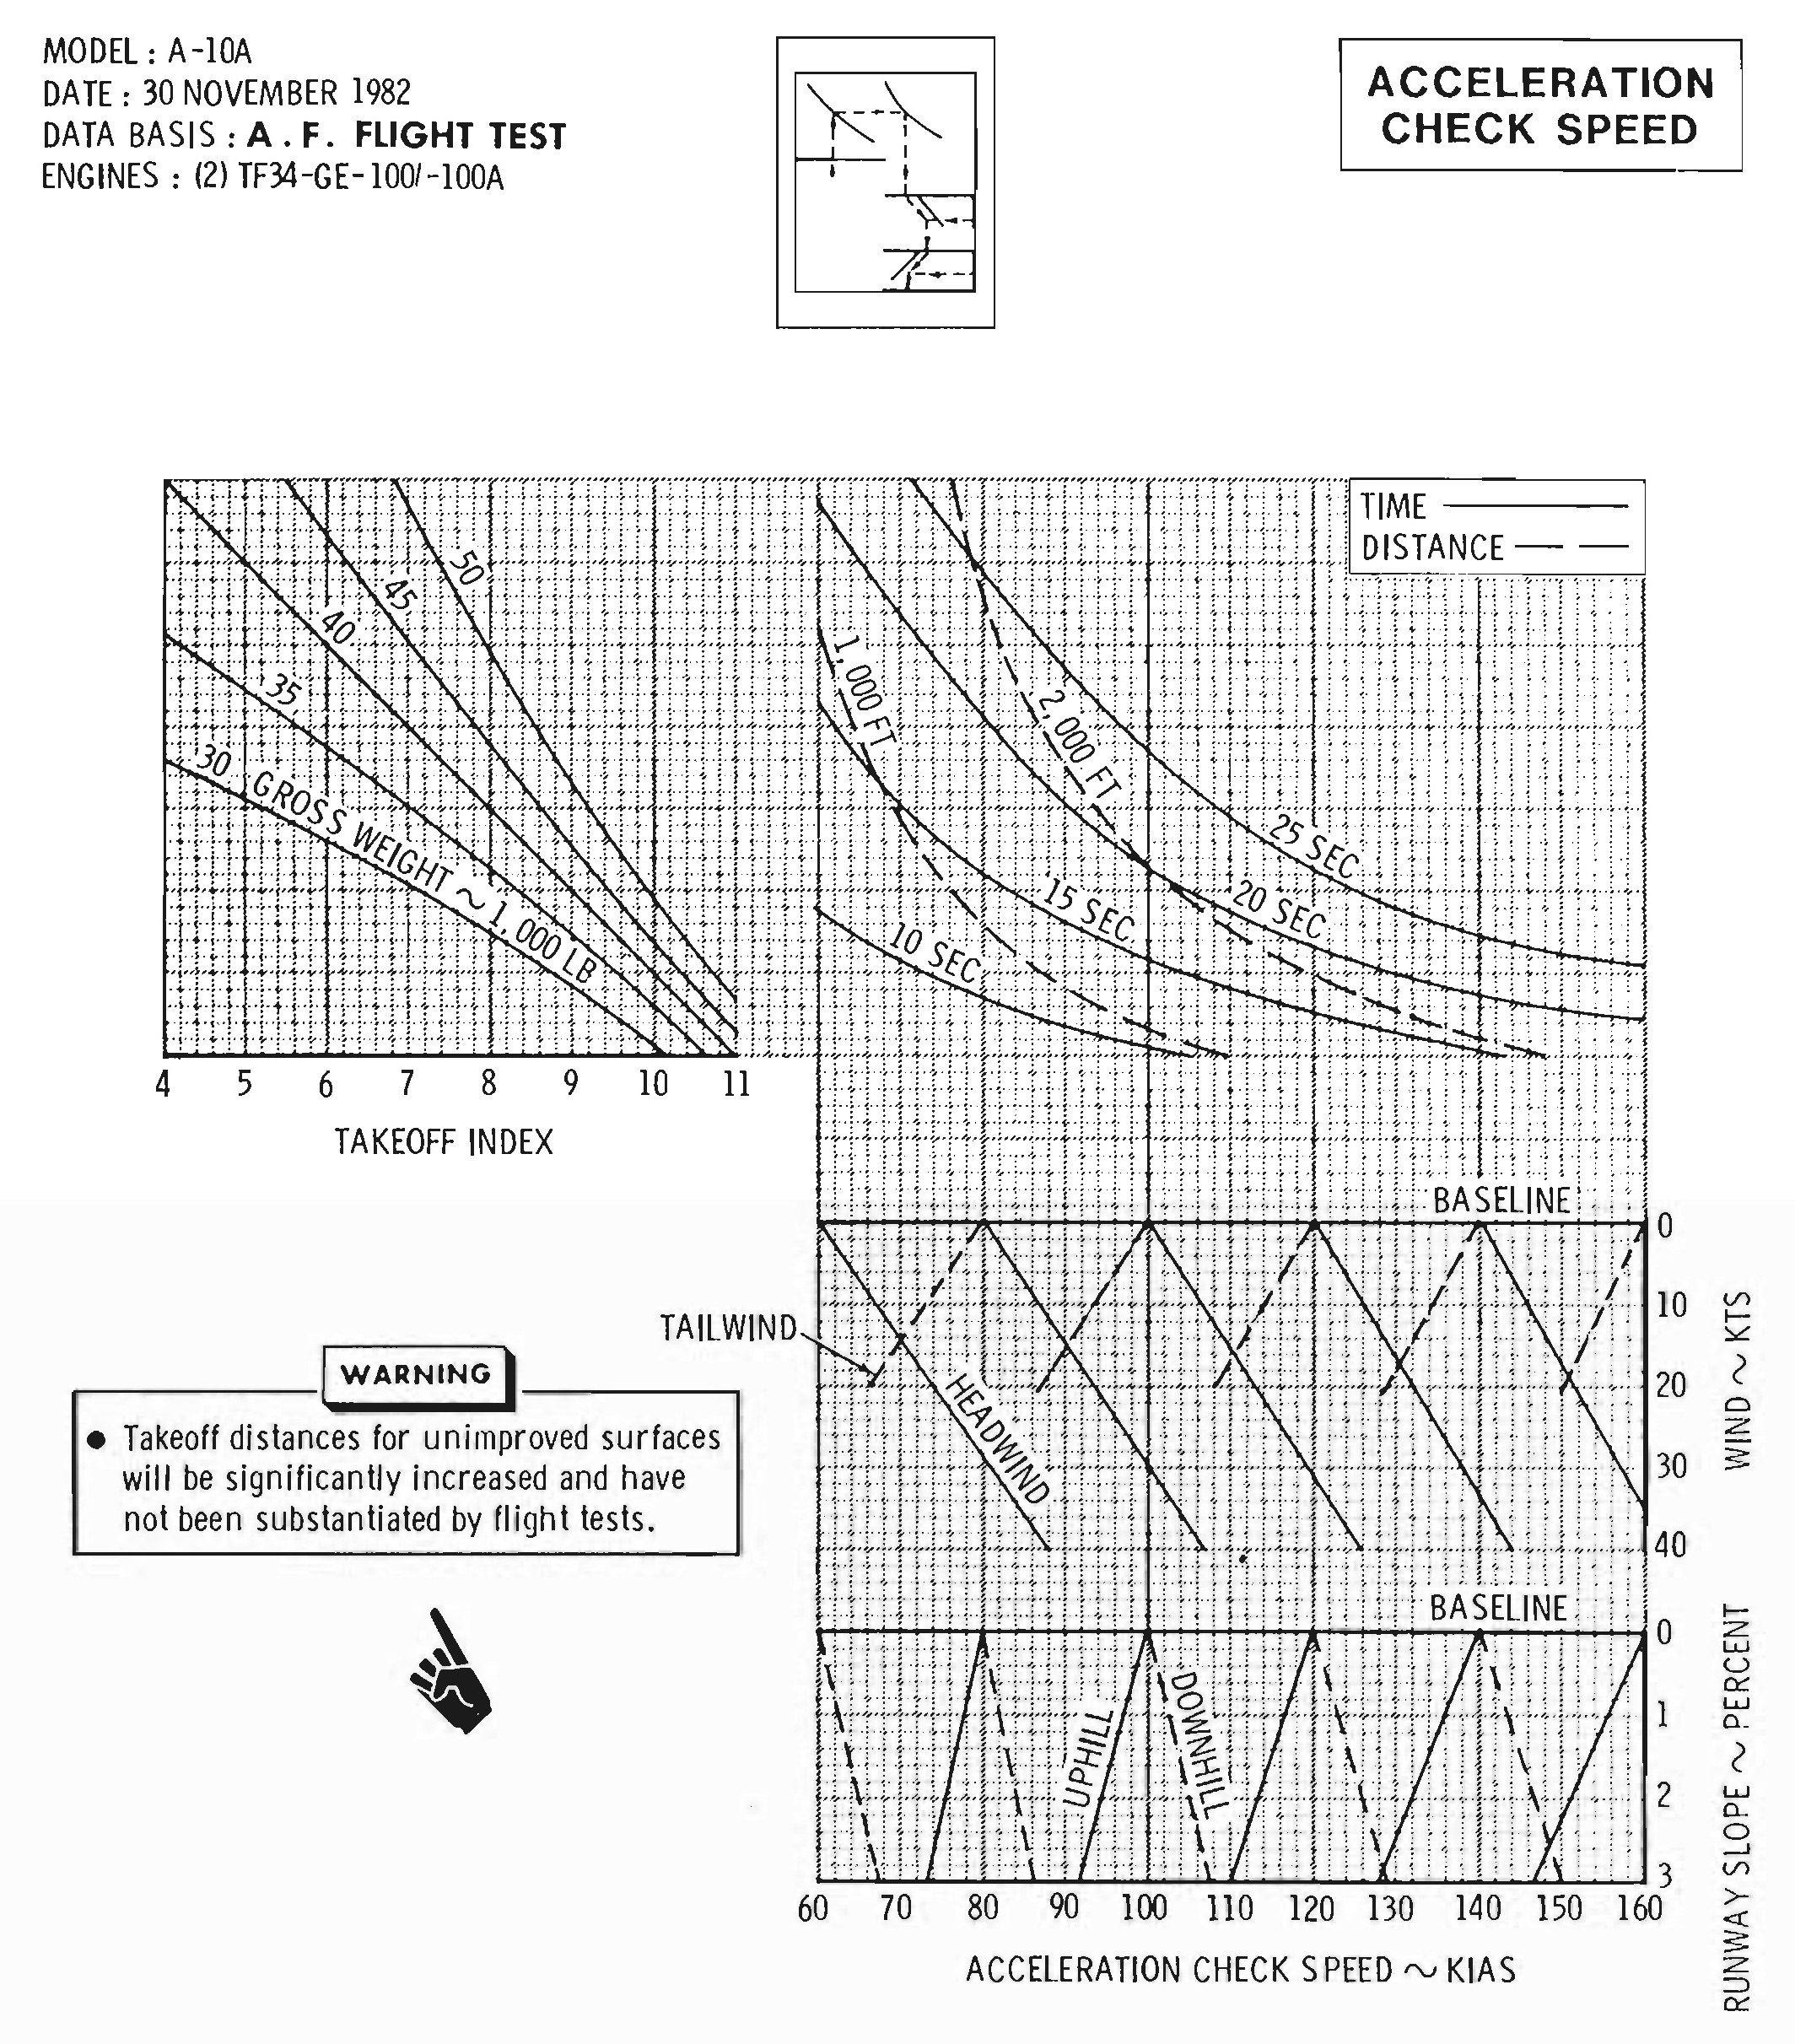 MODEL : A-10A
DATE : 30 NOVEMBER 1982
DATA BASIS : A . F. FLIGHT TEST
ENGINES : (2) TF34-GE-100/-100A
ACCELERATION
CHECK SPEED
TIME
DISTANCE
50
45
40
35
30 GROSS WEIGHT ~ 1,000 LB
1,000 FT
2,000 FT
25 SEC
20 SEC
15 SEC
10 SEC
4 5 6 7 8 9 10 11
TAKEOFF INDEX
BASELINE
0
10
20
30
40
WIND ~ KTS
TAILWIND
HEADWIND
WARNING
● Takeoff distances for unimproved surfaces
will be significantly increased and have
not been substantiated by flight tests.
BASELINE
0
1
2
3
RUNWAY SLOPE ~ PERCENT
UPHILL
DOWNHILL
60 70 80 90 100 110 120 130 140 150 160
ACCELERATION CHECK SPEED ~ KIAS